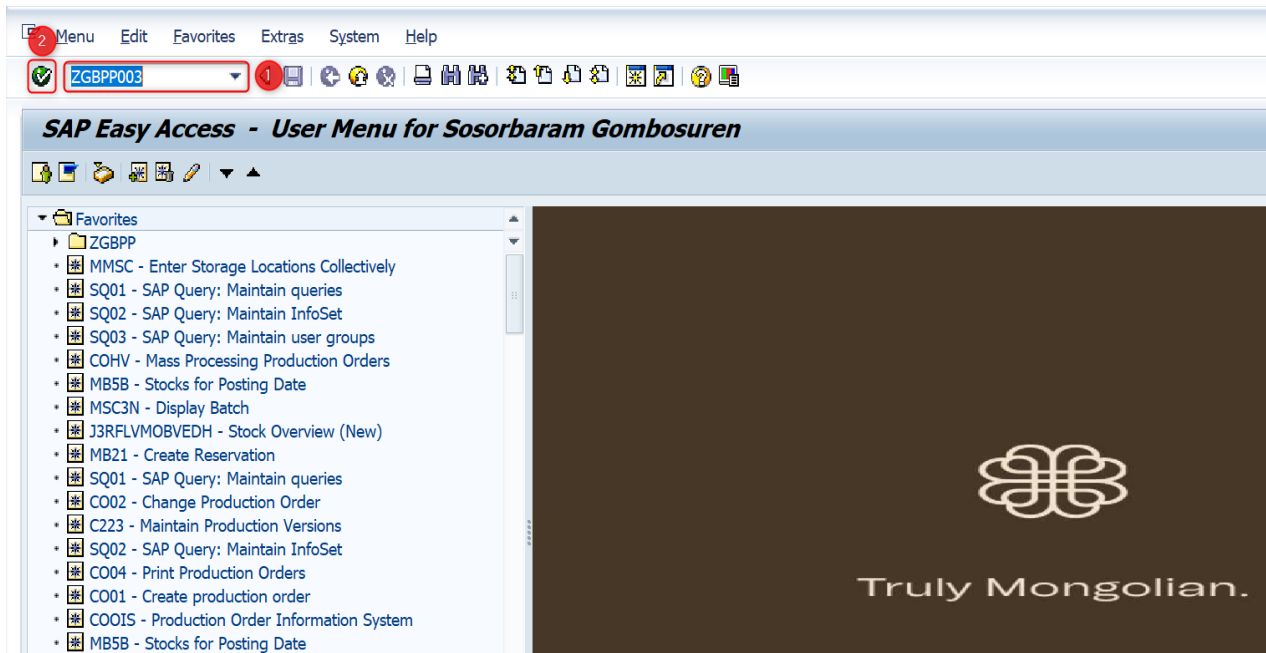 Menu Edit Favorites Extras System Help
2
ZGBPP003
1
SAP Easy Access - User Menu for Sosorbaram Gombosuren
Favorites
ZGBPP
MMSC - Enter Storage Locations Collectively
SQ01 - SAP Query: Maintain queries
SQ02 - SAP Query: Maintain InfoSet
SQ03 - SAP Query: Maintain user groups
COHV - Mass Processing Production Orders
MB5B - Stocks for Posting Date
MSC3N - Display Batch
J3RFLVMOBVEDH - Stock Overview (New)
MB21 - Create Reservation
SQ01 - SAP Query: Maintain queries
CO02 - Change Production Order
C223 - Maintain Production Versions
SQ02 - SAP Query: Maintain InfoSet
CO04 - Print Production Orders
CO01 - Create production order
COOIS - Production Order Information System
MB5B - Stocks for Posting Date
Truly Mongolian.